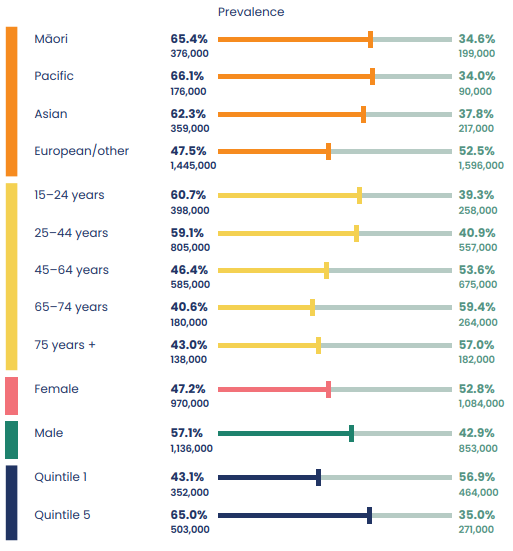 Prevalence
Māori 65.4% 34.6%
376,000 199,000
Pacific 66.1% 34.0%
176,000 90,000
Asian 62.3% 37.8%
359,000 217,000
European/other 47.5% 52.5%
1,445,000 1,596,000
15–24 years 60.7% 39.3%
398,000 258,000
25–44 years 59.1% 40.9%
805,000 557,000
45–64 years 46.4% 53.6%
585,000 675,000
65–74 years 40.6% 59.4%
180,000 264,000
75 years + 43.0% 57.0%
138,000 182,000
Female 47.2% 52.8%
970,000 1,084,000
Male 57.1% 42.9%
1,136,000 853,000
Quintile 1 43.1% 56.9%
352,000 464,000
Quintile 5 65.0% 35.0%
503,000 271,000